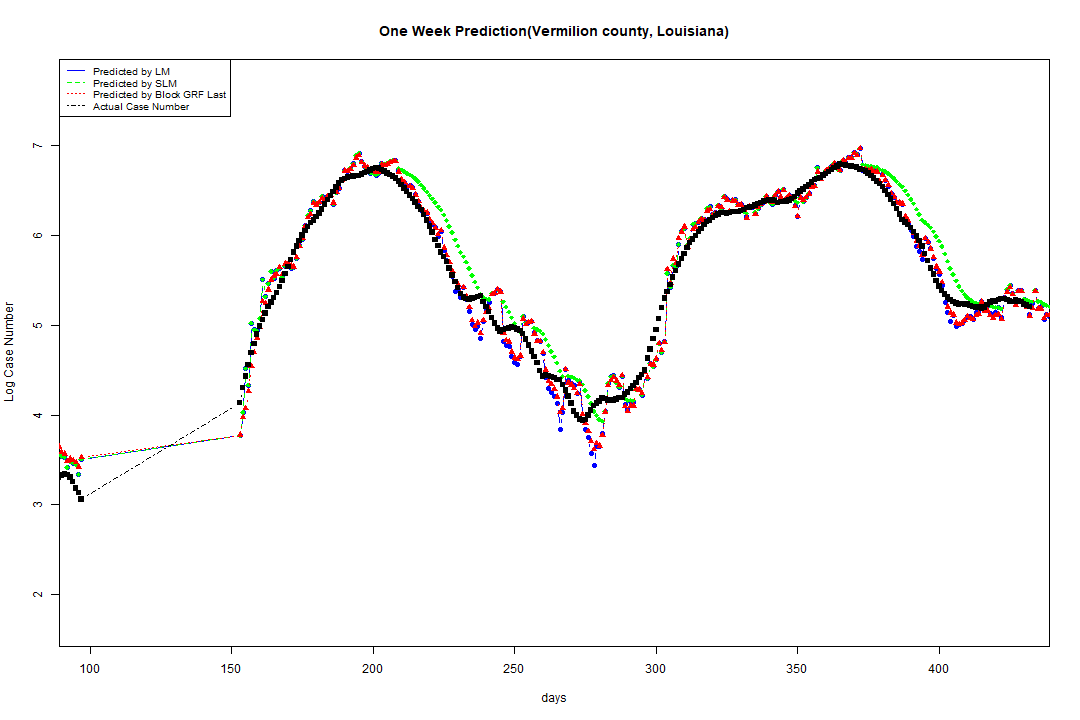 One Week Prediction(Vermilion county, Louisiana)
Predicted by LM
Predicted by SLM
Predicted by Block GRF Last
Actual Case Number
Log Case Number
7
6
5
4
3
2
100 150 200 250 300 350 400
days